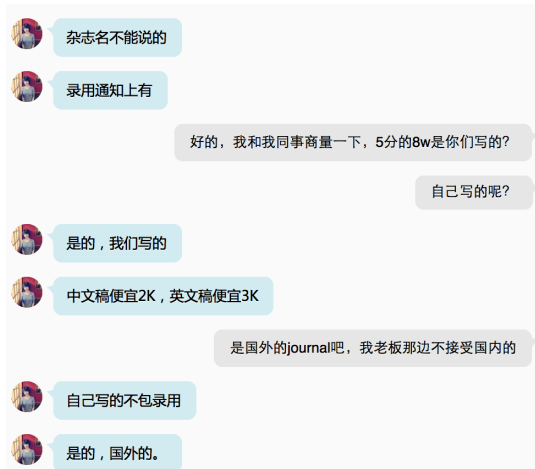 杂志名不能说的
录用通知上有
好的，我和我同事商量一下，5分的8w是你们写的？
自己写的呢？
是的，我们写的
中文稿便宜2K，英文稿便宜3K
是国外的journal吧，我老板那边不接受国内的
自己写的不包录用
是的，国外的。